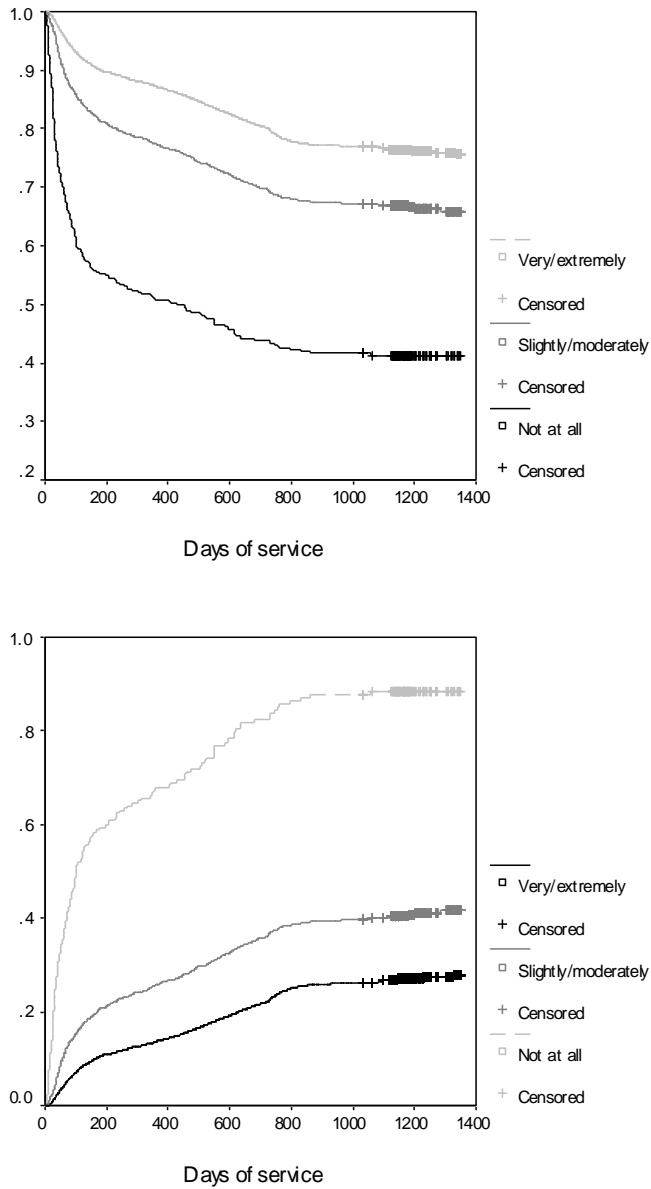 1.0
.9
.8
.7
.6
.5
.4
.3
.2
0 200 400 600 800 1000 1200 1400
Days of service
Very/extremely
Censored
Slightly/moderately
Censored
Not at all
Censored
1.0
.8
.6
.4
.2
0.0
0 200 400 600 800 1000 1200 1400
Days of service
Very/extremely
Censored
Slightly/moderately
Censored
Not at all
Censored